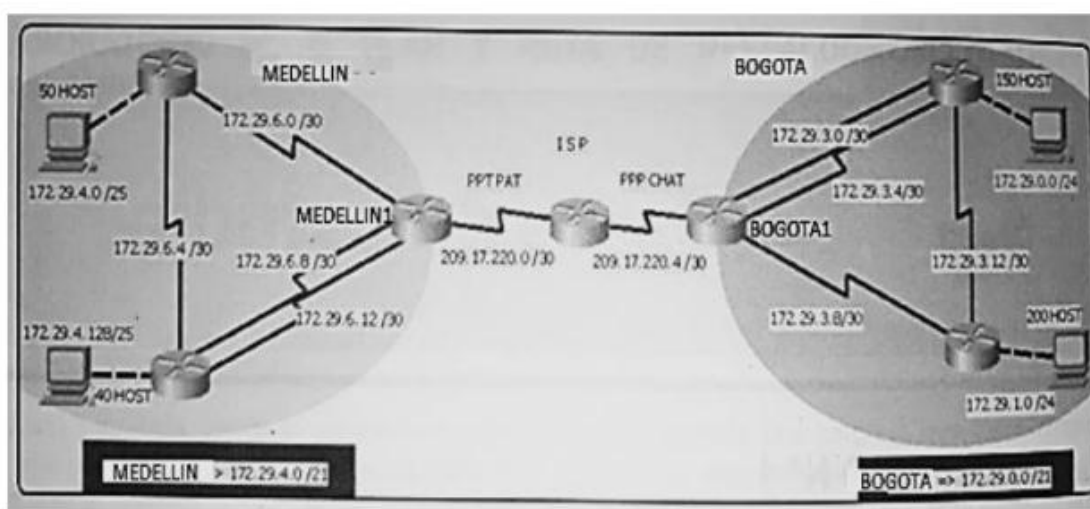 MEDELLIN
50 HOST
172.29.6.0 /30
172.29.4.0 /25
MEDELLIN1
172.29.6.4 /30
172.29.6.8 /30
172.29.6.12 /30
172.29.4.128/25
40 HOST
MEDELLIN > 172.29.4.0 /21
ISP
PPT PAT
PPP CHAT
209.17.220.0 /30
209.17.220.4 /30
BOGOTA
150 HOST
172.29.3.0 /30
172.29.3.4/30
172.29.0.0 /24
BOGOTA1
172.29.3.12 /30
172.29.3.8/30
200 HOST
172.29.1.0 /24
BOGOTA => 172.29.0.0 /21